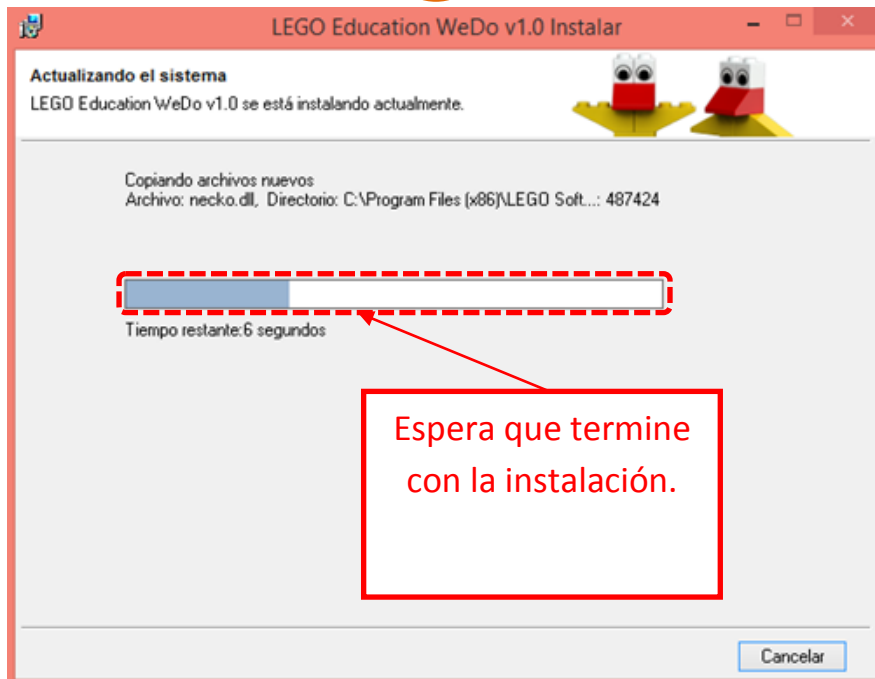 LEGO Education WeDo v1.0 Instalar
Actualizando el sistema
LEGO Education WeDo v1.0 se está instalando actualmente.
Copiando archivos nuevos
Archivo: necko.dll, Directorio: C:\Program Files (x86)\LEGO Soft...: 487424
Tiempo restante:6 segundos
Espera que termine
con la instalación.
Cancelar